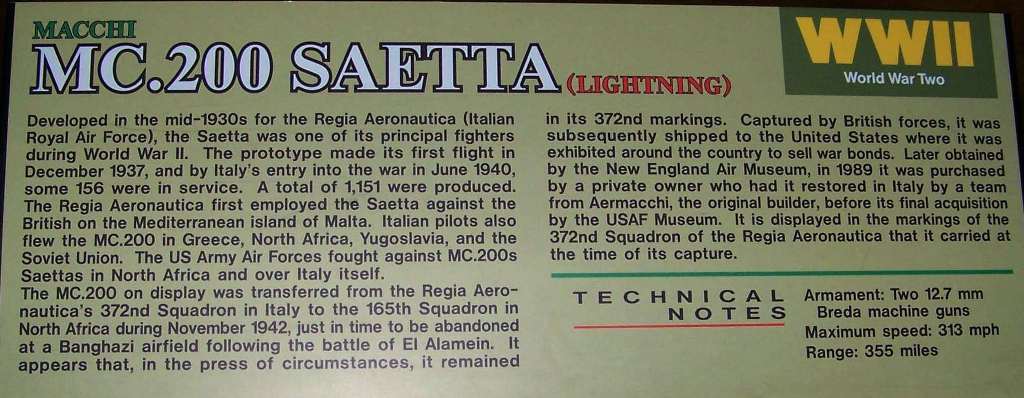 MACCHI
MC.200 SAETTA (LIGHTNING)
WWII
World War Two
Developed in the mid-1930s for the Regia Aeronautica (Italian
Royal Air Force), the Saetta was one of its principal fighters
during World War II. The prototype made its first flight in
December 1937, and by Italy's entry into the war in June 1940,
some 156 were in service. A total of 1,151 were produced.
The Regia Aeronautica first employed the Saetta against the
British on the Mediterranean island of Malta. Italian pilots also
flew the MC.200 in Greece, North Africa, Yugoslavia, and the
Soviet Union. The US Army Air Forces fought against MC.200s
Saettas in North Africa and over Italy itself.
The MC.200 on display was transferred from the Regia Aero-
nautica's 372nd Squadron in Italy to the 165th Squadron in
North Africa during November 1942, just in time to be abandoned
at a Banghazi airfield following the battle of El Alamein. It
appears that, in the press of circumstances, it remained
in its 372nd markings. Captured by British forces, it was
subsequently shipped to the United States where it was
exhibited around the country to sell war bonds. Later obtained
by the New England Air Museum, in 1989 it was purchased
by a private owner who had it restored in Italy by a team
from Aermacchi, the original builder, before its final acquisition
by the USAF Museum. It is displayed in the markings of the
372nd Squadron of the Regia Aeronautica that it carried at
the time of its capture.
TECHNICAL
NOTES
Armament: Two 12.7 mm
Breda machine guns
Maximum speed: 313 mph
Range: 355 miles